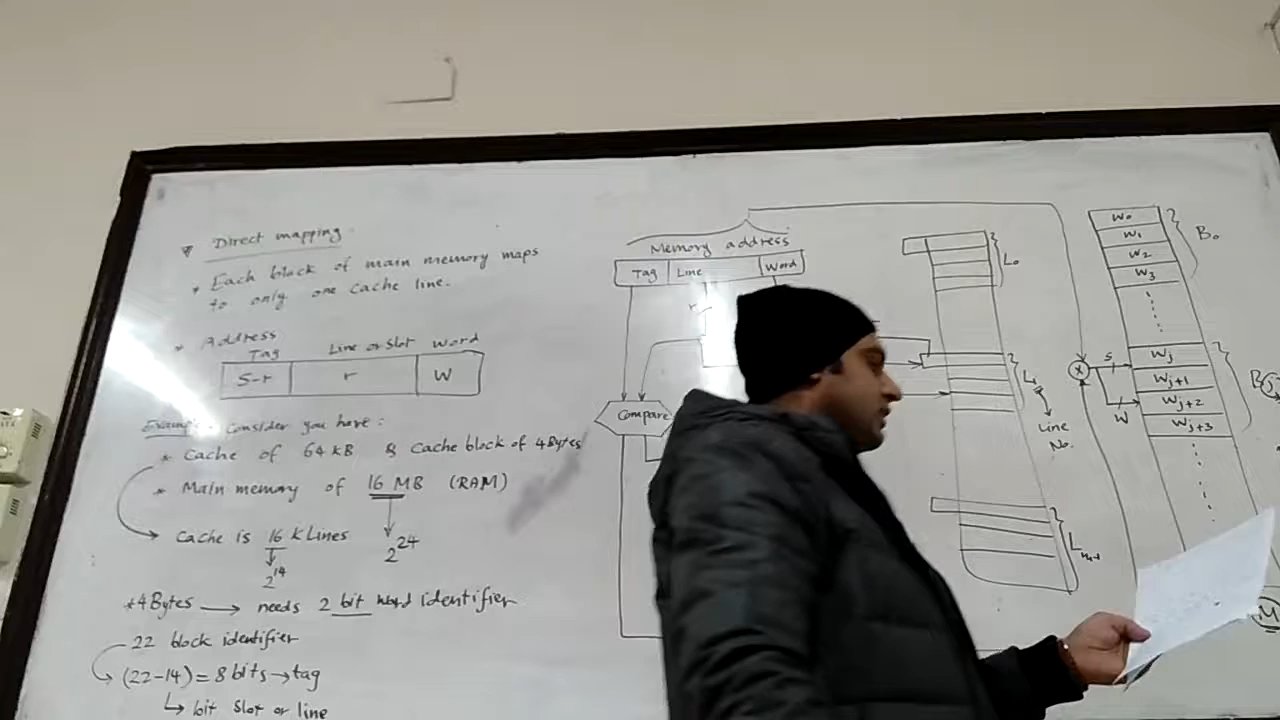 Direct mapping.
* Each block of main memory maps
to only one cache line.
* Address
Tag Line or Slot Word
S-r r W
Example: Consider you have:
* Cache of 64 kB & Cache block of 4Bytes
* Main memory of 16 MB (RAM)
Cache is 16 k Lines
2^14
2^24
*4Bytes → needs 2 bit word identifier
22 block identifier
(22-14) = 8 bits → tag
↳ bit slot or line
Memory address
Tag Line Word
r
Compare
L0
Line
No.
S
W
X
W0
W1
W2
W3
B0
Wj
Wj+1
Wj+2
Wj+3